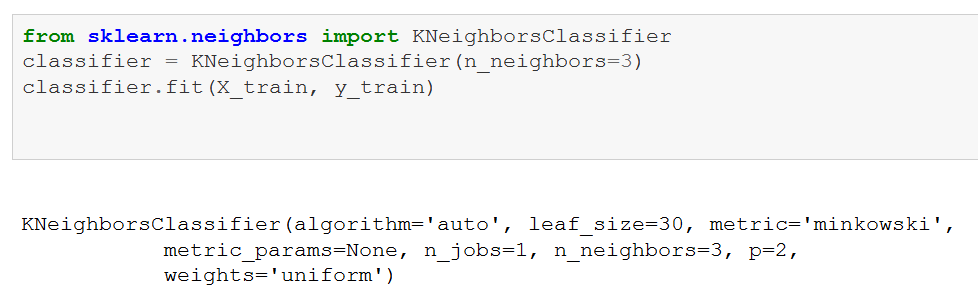 from sklearn.neighbors import KNeighborsClassifier
classifier = KNeighborsClassifier(n_neighbors=3)
classifier.fit(X_train, y_train)
KNeighborsClassifier(algorithm='auto', leaf_size=30, metric='minkowski',
metric_params=None, n_jobs=1, n_neighbors=3, p=2,
weights='uniform')